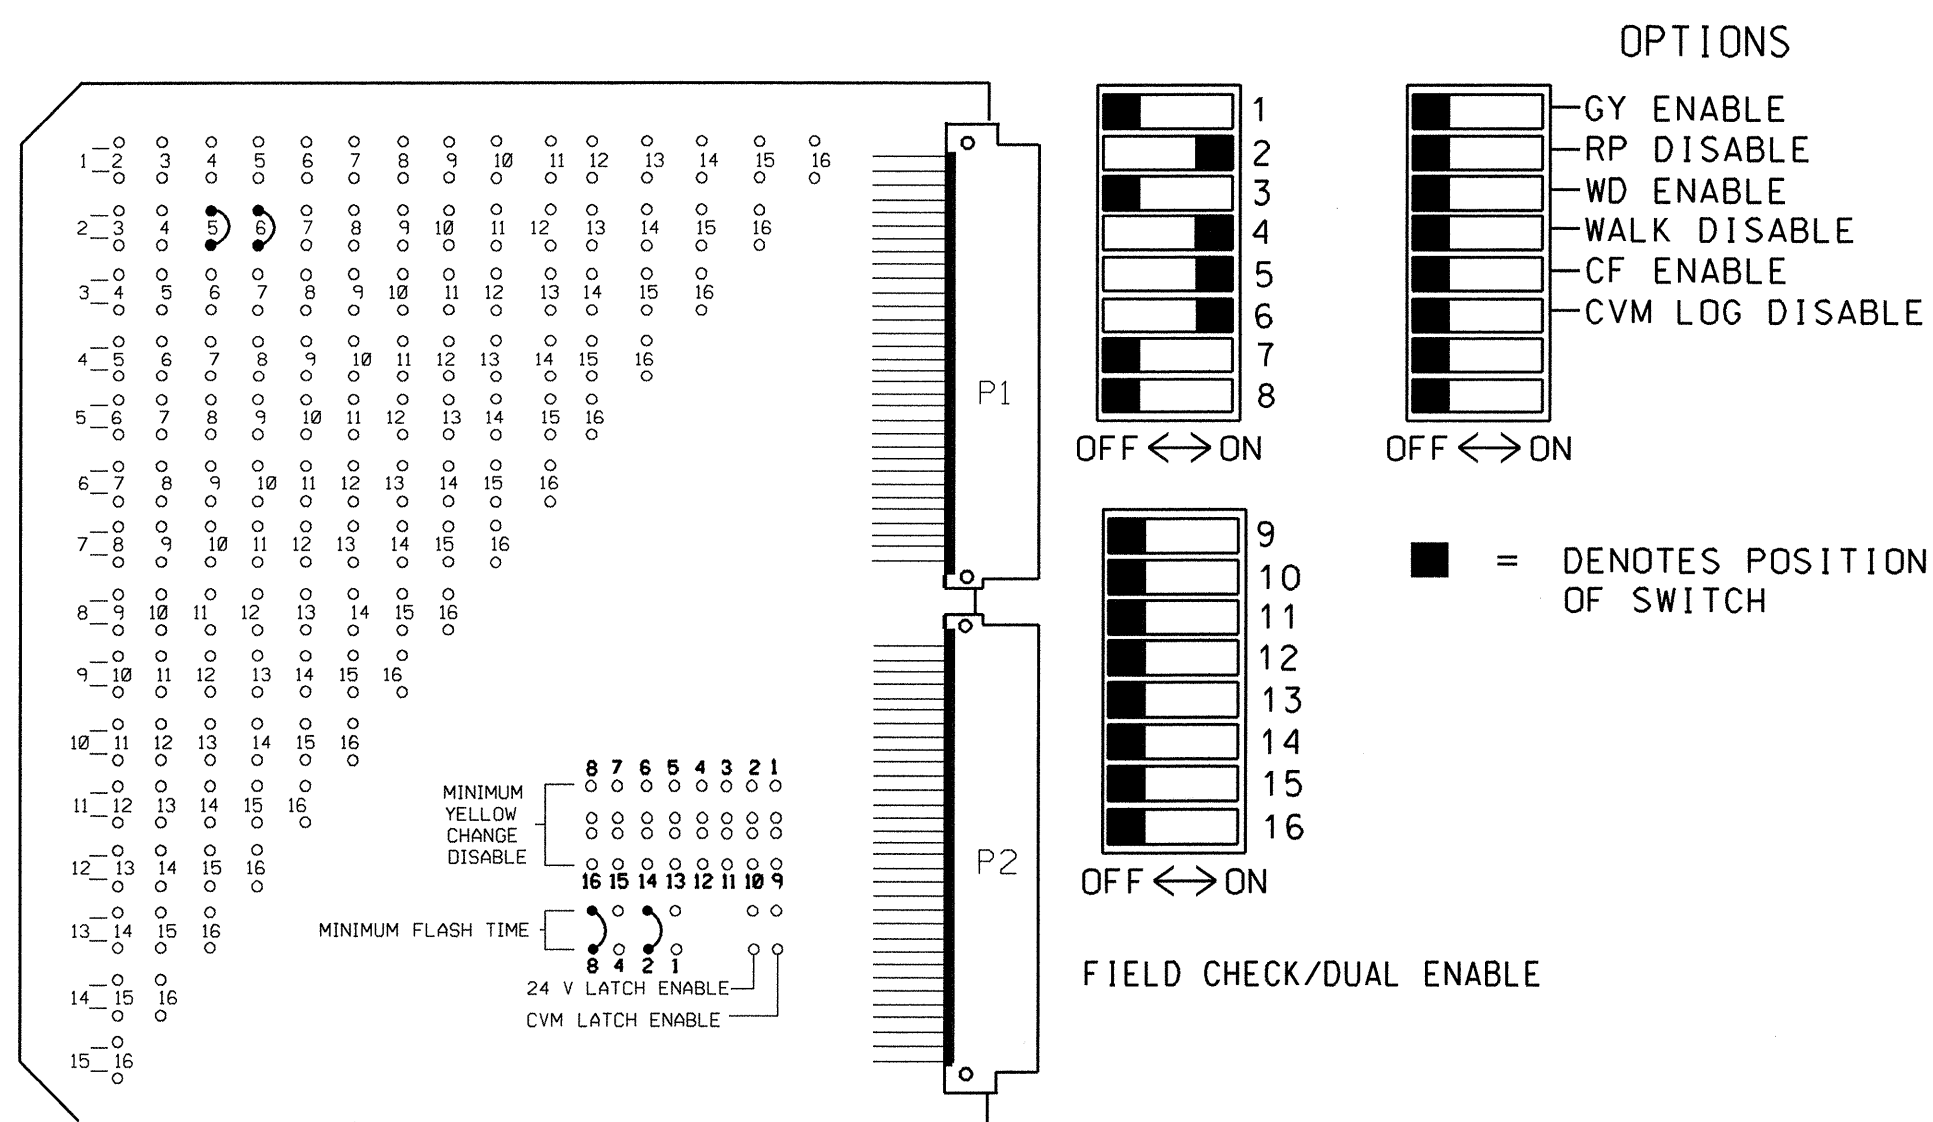 OPTIONS
1 2 3 4 5 6 7 8 9 10 11 12 13 14 15 16
2 3 4 5 6 7 8 9 10 11 12 13 14 15 16
3 4 5 6 7 8 9 10 11 12 13 14 15 16
4 5 6 7 8 9 10 11 12 13 14 15 16
5 6 7 8 9 10 11 12 13 14 15 16
6 7 8 9 10 11 12 13 14 15 16
7 8 9 10 11 12 13 14 15 16
8 9 10 11 12 13 14 15 16
9 10 11 12 13 14 15 16
10 11 12 13 14 15 16
11 12 13 14 15 16
12 13 14 15 16
13 14 15 16
14 15 16
15 16
8 7 6 5 4 3 2 1
MINIMUM
YELLOW
CHANGE
DISABLE
16 15 14 13 12 11 10 9
MINIMUM FLASH TIME
8 4 2 1
24 V LATCH ENABLE
CVM LATCH ENABLE
P1
P2
1
2
3
4
5
6
7
8
OFF ON
9
10
11
12
13
14
15
16
OFF ON
FIELD CHECK/DUAL ENABLE
GY ENABLE
RP DISABLE
WD ENABLE
WALK DISABLE
CF ENABLE
CVM LOG DISABLE
OFF ON
= DENOTES POSITION
OF SWITCH